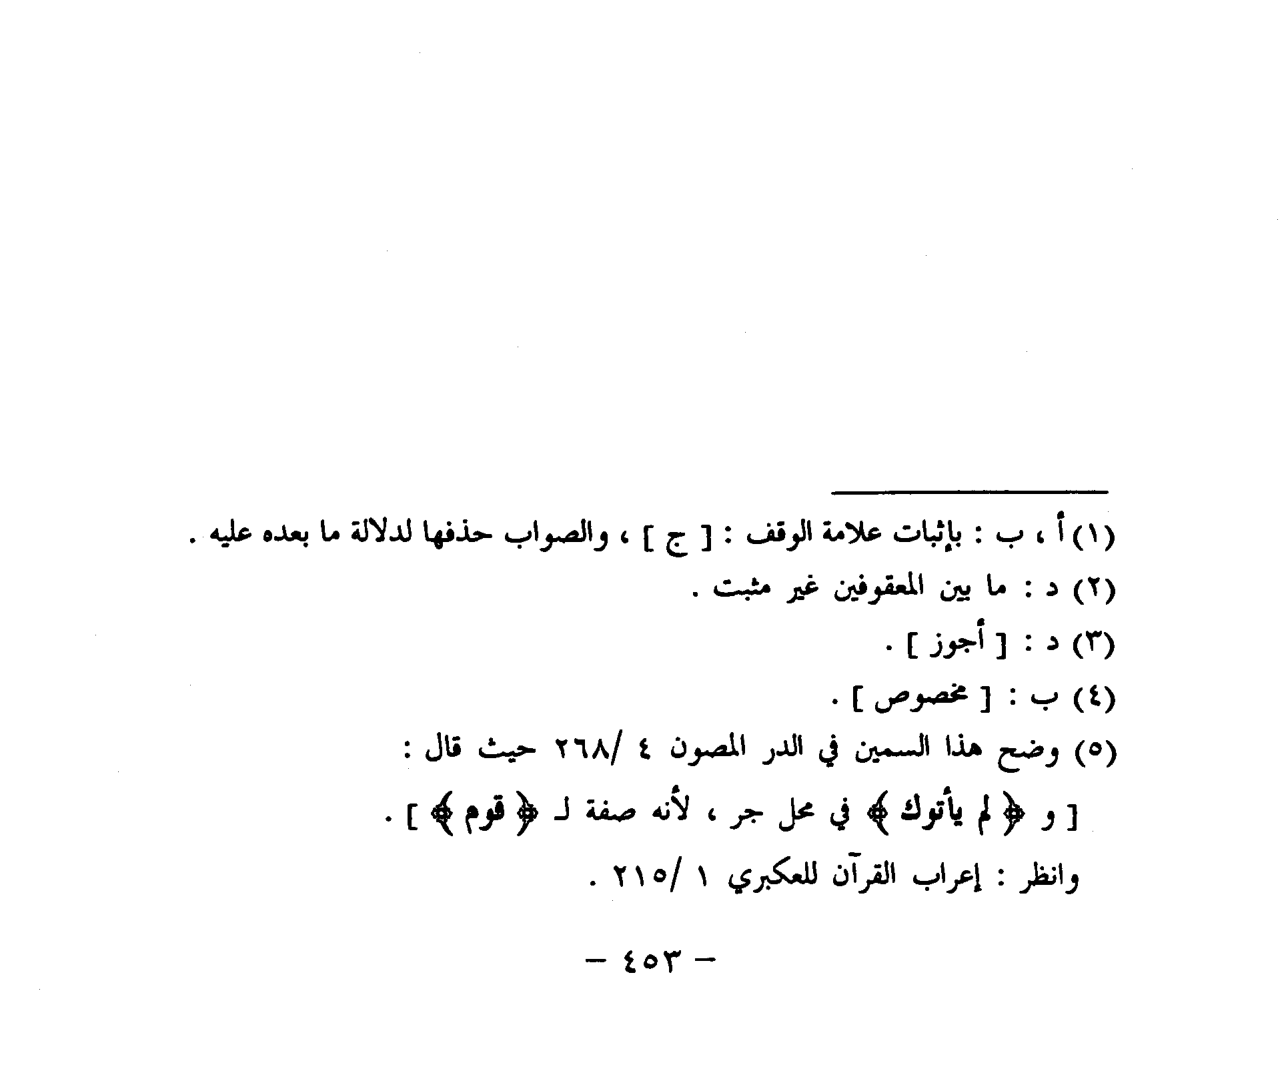 (١) أ ، ب : بإثبات علامة الوقف : [ ج ] ، والصواب حذفها لدلالة ما بعده عليه .
(٢) د : ما بين المعقوفين غير مثبت .
(٣) د : [ أجوز ] .
(٤) ب : [ مخصوص ] .
(٥) وضح هذا السمين في الدر المصون ٤ /٢٦٨ حيث قال :
[ و ﴿ لم يأتوك ﴾ في محل جر ، لأنه صفة لـ ﴿ قوم ﴾ ] .
وانظر : إعراب القرآن للعكبري ١ /٢١٥ .
– ٤٥٣ –